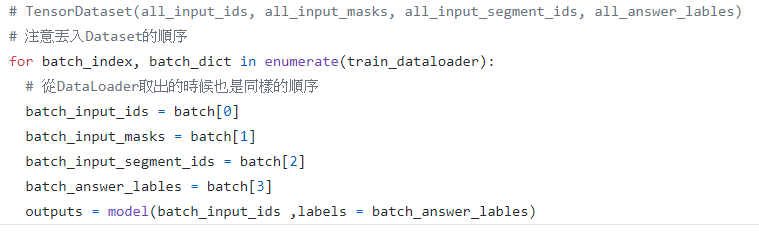 # TensorDataset(all_input_ids, all_input_masks, all_input_segment_ids, all_answer_lables)
# 注意丟入Dataset的順序
for batch_index, batch_dict in enumerate(train_dataloader):
# 從DataLoader取出的時候也是同樣的順序
batch_input_ids = batch[0]
batch_input_masks = batch[1]
batch_input_segment_ids = batch[2]
batch_answer_lables = batch[3]
outputs = model(batch_input_ids ,labels = batch_answer_lables)